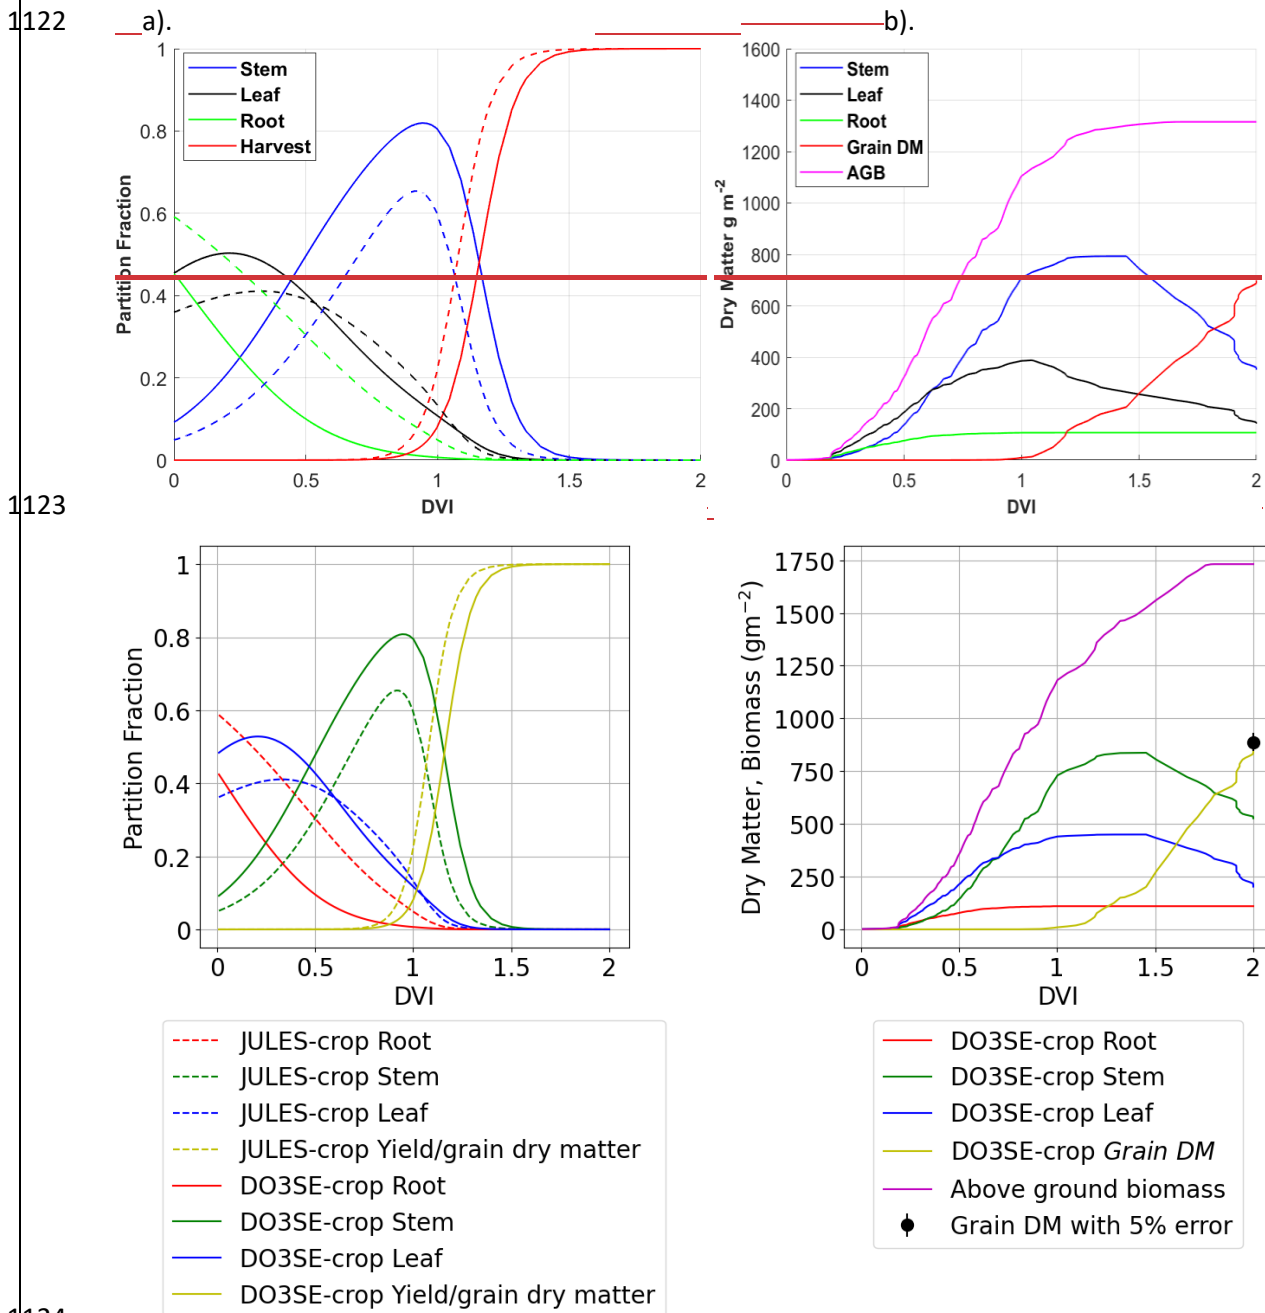 1122 a). b).
1
0.8
0.6
0.4
0.2
0
Partition Fraction
Stem
Leaf
Root
Harvest
0 0.5 1 1.5 2
DVI
1600
1400
1200
1000
800
600
400
200
0
Dry Matter g m-2
Stem
Leaf
Root
Grain DM
AGB
0 0.5 1 1.5 2
DVI
1123
1
0.8
0.6
0.4
0.2
0
Partition Fraction
0 0.5 1 1.5 2
DVI
JULES-crop Root
JULES-crop Stem
JULES-crop Leaf
JULES-crop Yield/grain dry matter
DO3SE-crop Root
DO3SE-crop Stem
DO3SE-crop Leaf
DO3SE-crop Yield/grain dry matter
1750
1500
1250
1000
750
500
250
0
Dry Matter, Biomass (gm−2)
0 0.5 1 1.5 2
DVI
DO3SE-crop Root
DO3SE-crop Stem
DO3SE-crop Leaf
DO3SE-crop Grain DM
Above ground biomass
Grain DM with 5% error